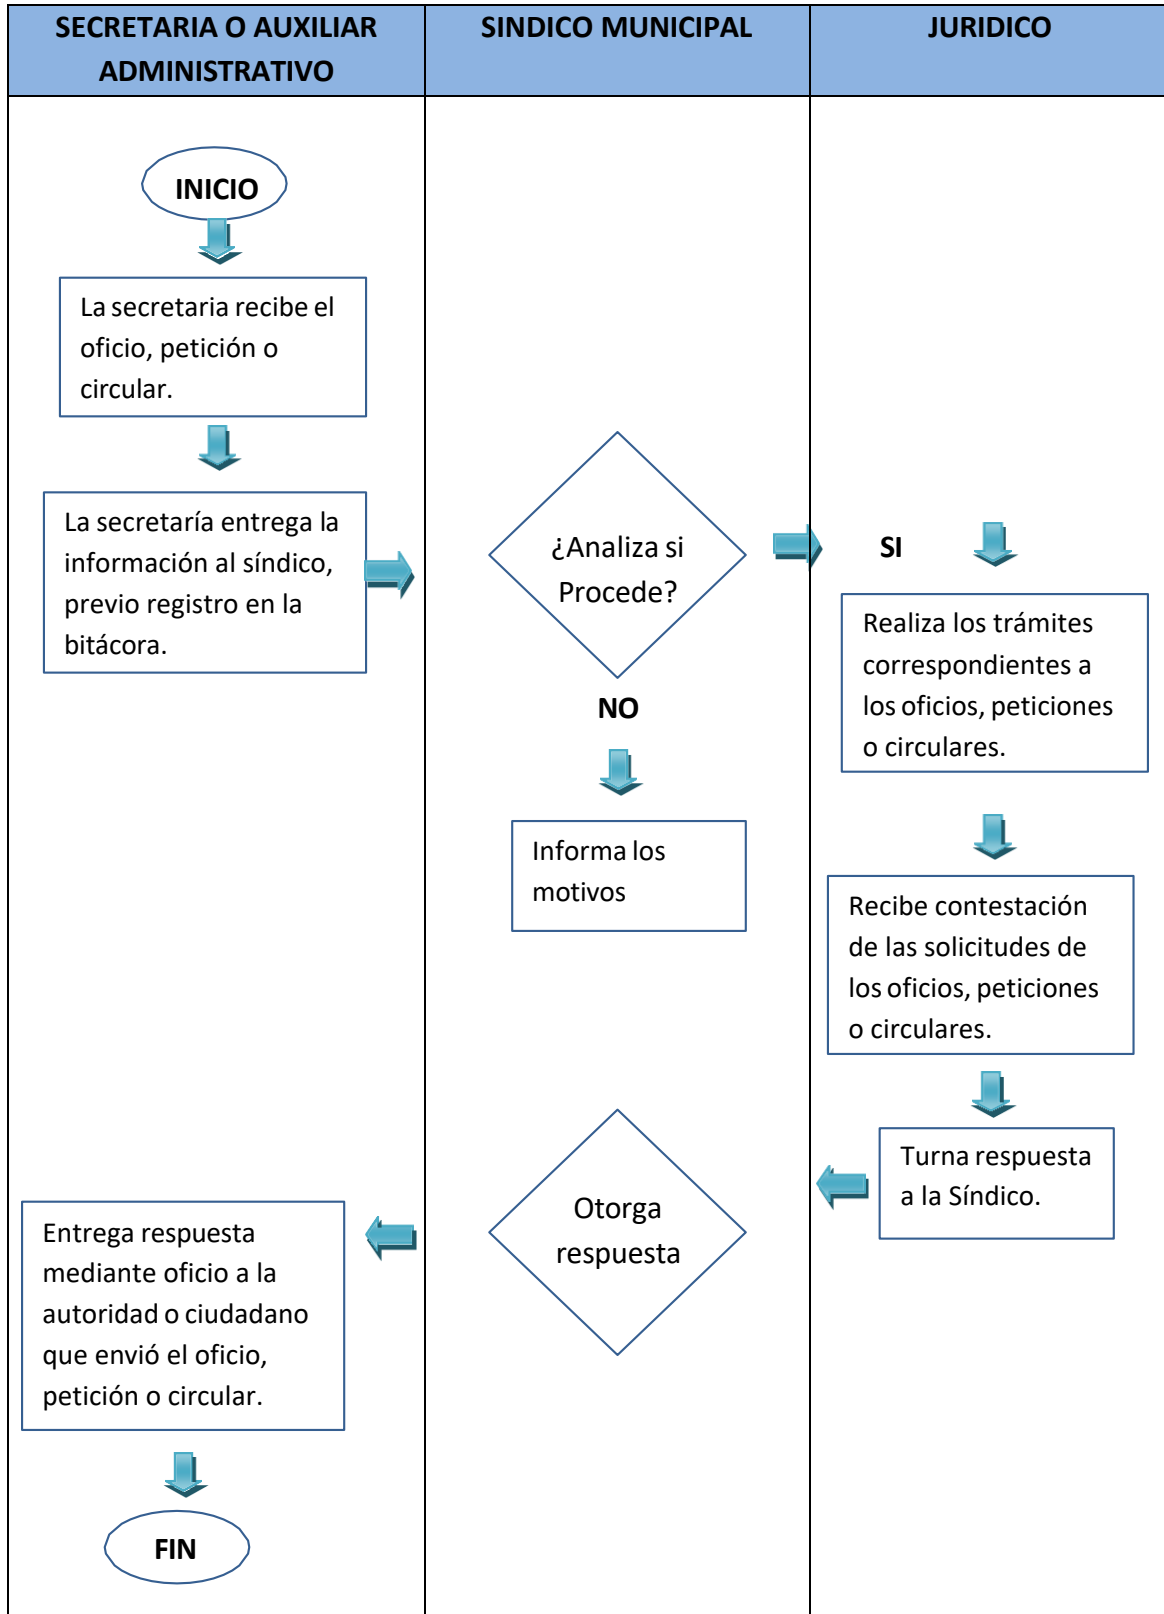 SECRETARIA O AUXILIAR
ADMINISTRATIVO
SINDICO MUNICIPAL
JURIDICO
INICIO
La secretaria recibe el
oficio, petición o
circular.
La secretaría entrega la
información al síndico,
previo registro en la
bitácora.
¿Analiza si
Procede?
SI
NO
Informa los
motivos
Realiza los trámites
correspondientes a
los oficios, peticiones
o circulares.
Recibe contestación
de las solicitudes de
los oficios, peticiones
o circulares.
Turna respuesta
a la Síndico.
Otorga
respuesta
Entrega respuesta
mediante oficio a la
autoridad o ciudadano
que envió el oficio,
petición o circular.
FIN